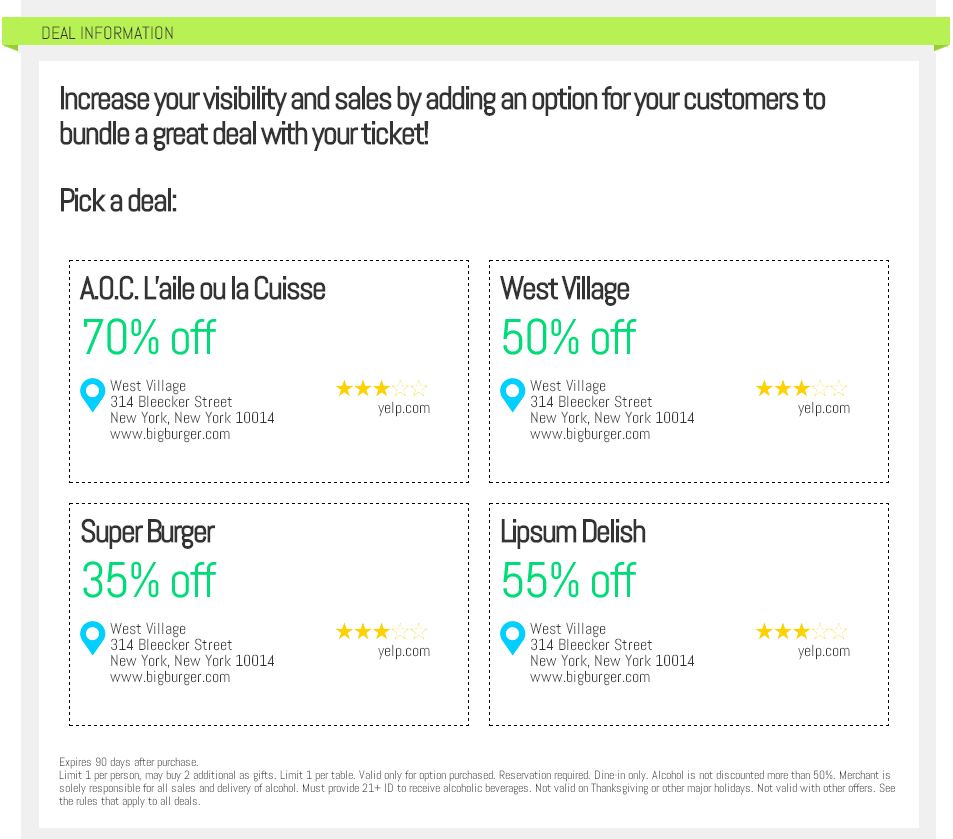 DEAL INFORMATION
Increase your visibility and sales by adding an option for your customers to
bundle a great deal with your ticket!
Pick a deal:
A.O.C. L'aile ou la Cuisse
70% off
West Village
314 Bleecker Street
New York, New York 10014
www.bigburger.com
yelp.com
West Village
50% off
West Village
314 Bleecker Street
New York, New York 10014
www.bigburger.com
yelp.com
Super Burger
35% off
West Village
314 Bleecker Street
New York, New York 10014
www.bigburger.com
yelp.com
Lipsum Delish
55% off
West Village
314 Bleecker Street
New York, New York 10014
www.bigburger.com
yelp.com
Expires 90 days after purchase.
Limit 1 per person, may buy 2 additional as gifts. Limit 1 per table. Valid only for option purchased. Reservation required. Dine-in only. Alcohol is not discounted more than 50%. Merchant is
solely responsible for all sales and delivery of alcohol. Must provide 21+ ID to receive alcoholic beverages. Not valid on Thanksgiving or other major holidays. Not valid with other offers. See
the rules that apply to all deals.